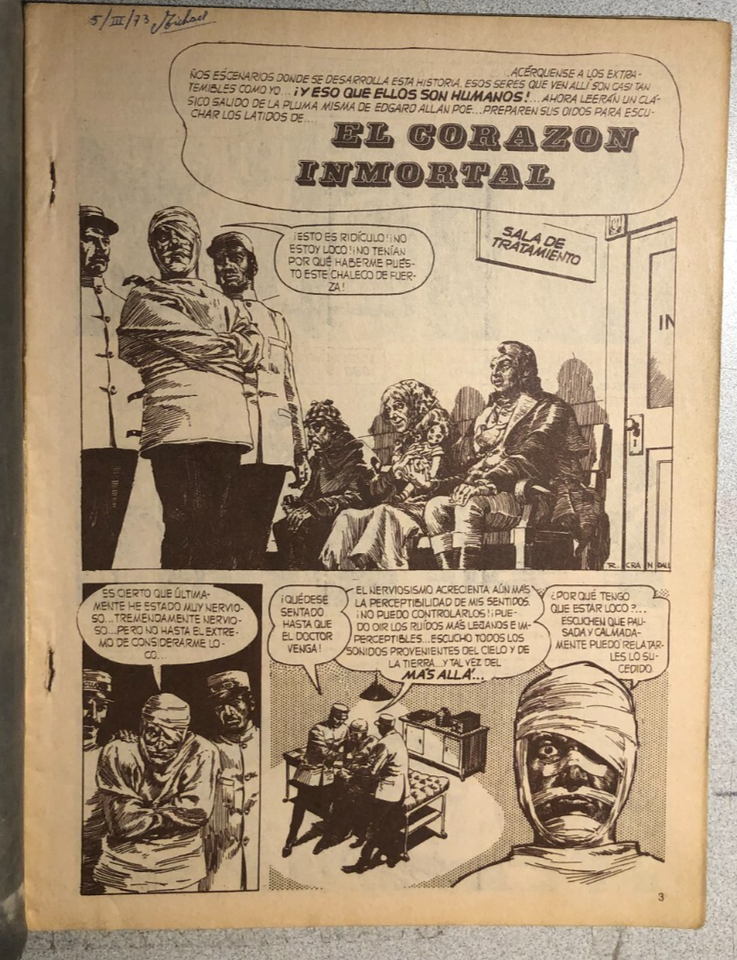 5/III/73 Michael
ACÉRQUENSE A LOS EXTRA-
ÑOS ESCENARIOS DONDE SE DESARROLLA ESTA HISTORIA. ESOS SERES QUE VEN ALLÍ SON CASI TAN
TEMIBLES COMO YO... ¡Y ESO QUE ELLOS SON HUMANOS!... AHORA LEERÁN UN CLÁ-
SICO SALIDO DE LA PLUMA MISMA DE EDGARD ALLAN POE... PREPAREN SUS OIDOS PARA ESCU-
CHAR LOS LATIDOS DE...
EL CORAZON
INMORTAL
¡ESTO ES RIDÍCULO! ¡NO
ESTOY LOCO! ¡NO TENÍAN
POR QUÉ HABERME PUES-
TO ESTE CHALECO DE FUER-
ZA!
SALA DE
TRATAMIENTO
IN
R. CRANDALL
ES CIERTO QUE ÚLTIMA-
MENTE HE ESTADO MUY NERVIO-
SO... TREMENDAMENTE NERVIO-
SO... PERO NO HASTA EL EXTRE-
MO DE CONSIDERARME LO-
CO...
¡QUÉDESE
SENTADO
HASTA QUE
EL DOCTOR
VENGA!
EL NERVIOSISMO ACRECIENTA AÚN MÁS
LA PERCEPTIBILIDAD DE MIS SENTIDOS.
¡NO PUEDO CONTROLARLOS! ¡PUE-
DO OIR LOS RUÍDOS MÁS LEJANOS E IM-
PERCEPTIBLES... ESCUCHO TODOS LOS
SONIDOS PROVENIENTES DEL CIELO Y DE
LA TIERRA... Y TAL VEZ DEL
MÁS ALLÁ...
¿POR QUÉ TENGO
QUE ESTAR LOCO?...
ESCUCHEN QUE PAU-
SADA Y CALMADA-
MENTE PUEDO RELATAR-
LES LO SU-
CEDIDO.
3